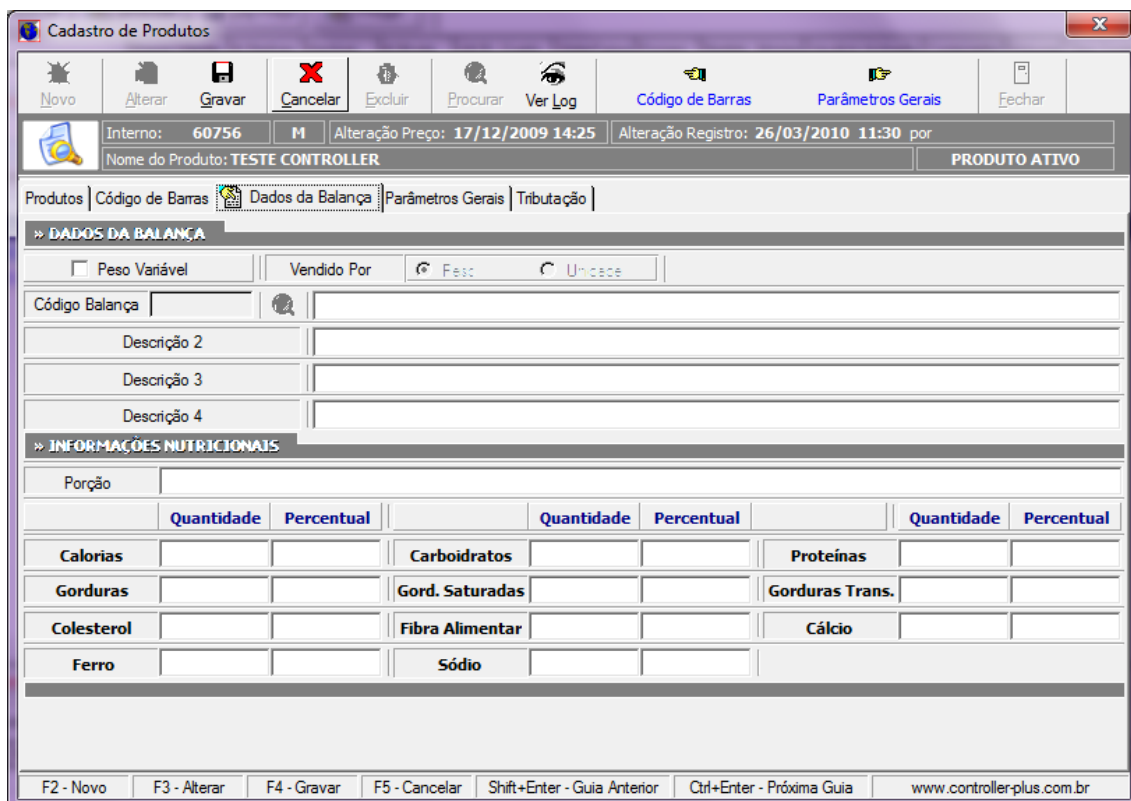 Cadastro de Produtos
Novo Alterar Gravar Cancelar Excluir Procurar Ver Log Código de Barras Parâmetros Gerais Fechar
Interno: 60756 M Alteração Preço: 17/12/2009 14:25 Alteração Registro: 26/03/2010 11:30 por
Nome do Produto: TESTE CONTROLLER PRODUTO ATIVO
Produtos Código de Barras Dados da Balança Parâmetros Gerais Tributação
» DADOS DA BALANÇA
Peso Variável Vendido Por
Código Balança
Descrição 2
Descrição 3
Descrição 4
» INFORMAÇÕES NUTRICIONAIS
Porção
Quantidade Percentual Quantidade Percentual Quantidade Percentual
Calorias Carboidratos Proteínas
Gorduras Gord. Saturadas Gorduras Trans.
Colesterol Fibra Alimentar Cálcio
Ferro Sódio
F2 - Novo F3 - Alterar F4 - Gravar F5 - Cancelar Shift+Enter - Guia Anterior Ctrl+Enter - Próxima Guia www.controller-plus.com.br